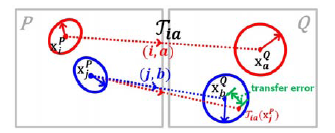 P
𝒯ia
Q
x_i^P
(i, a)
x_a^Q
x_j^P
(j, b)
x_b^Q
transfer error
𝒯ia(x_j^P)